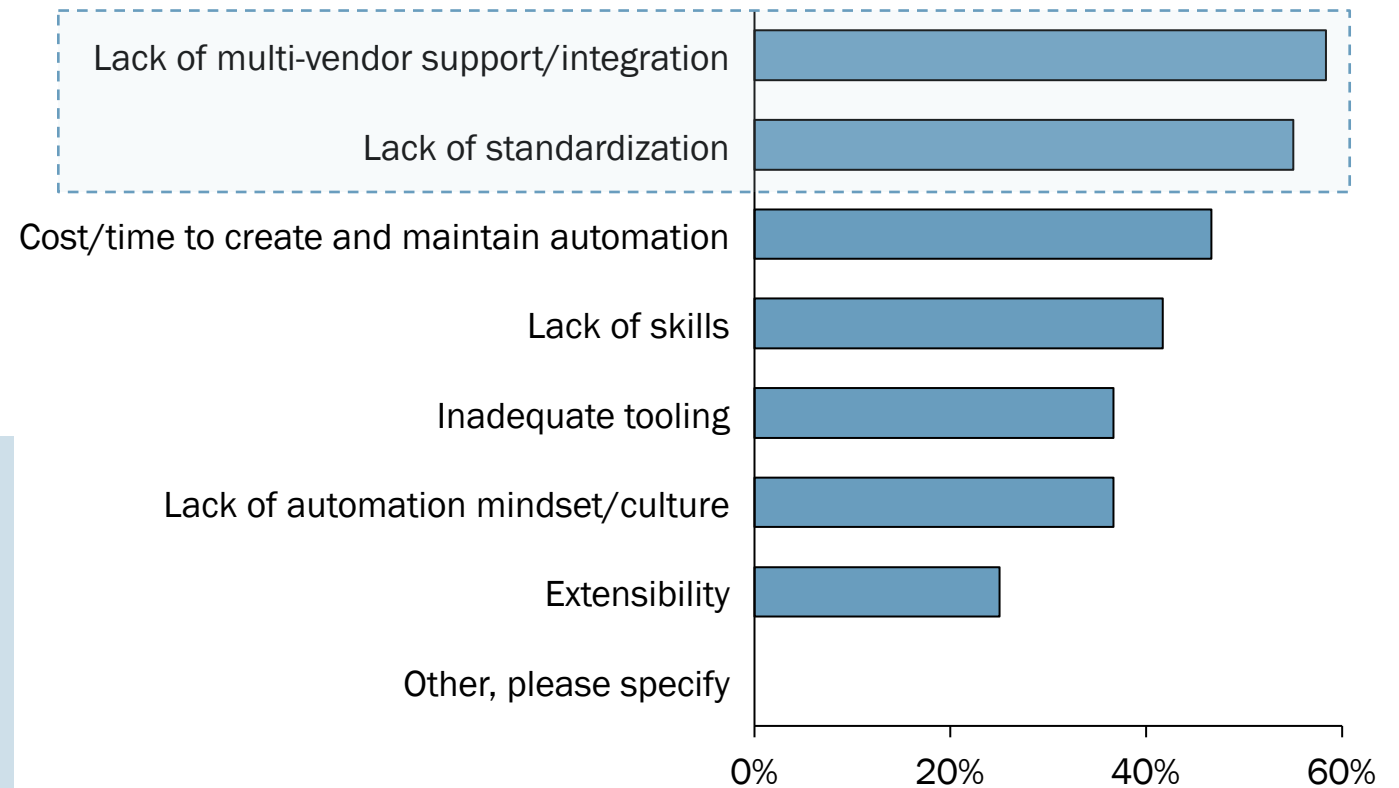 Lack of multi-vendor support/integration
Lack of standardization
Cost/time to create and maintain automation
Lack of skills
Inadequate tooling
Lack of automation mindset/culture
Extensibility
Other, please specify
0% 20% 40% 60%